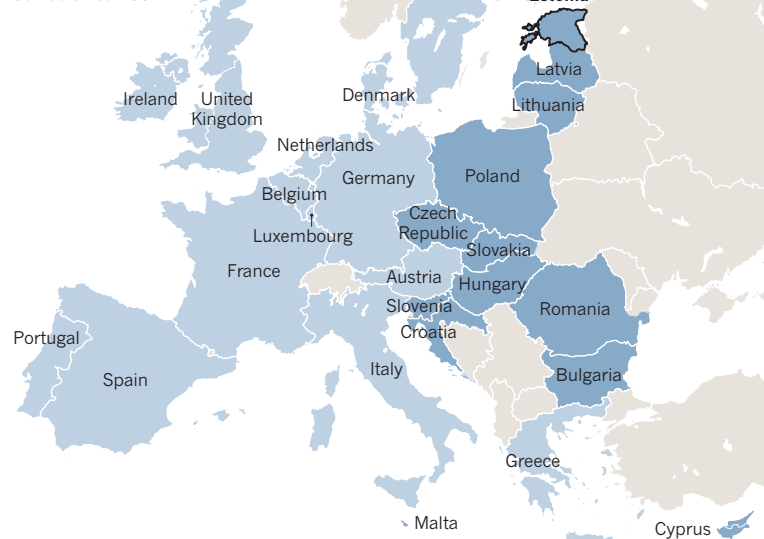 Estonia
Latvia
Lithuania
Denmark
Ireland
United
Kingdom
Netherlands
Germany
Poland
Belgium
Luxembourg
Czech
Republic
Slovakia
France
Austria
Hungary
Slovenia
Romania
Croatia
Portugal
Spain
Italy
Bulgaria
Greece
Malta
Cyprus